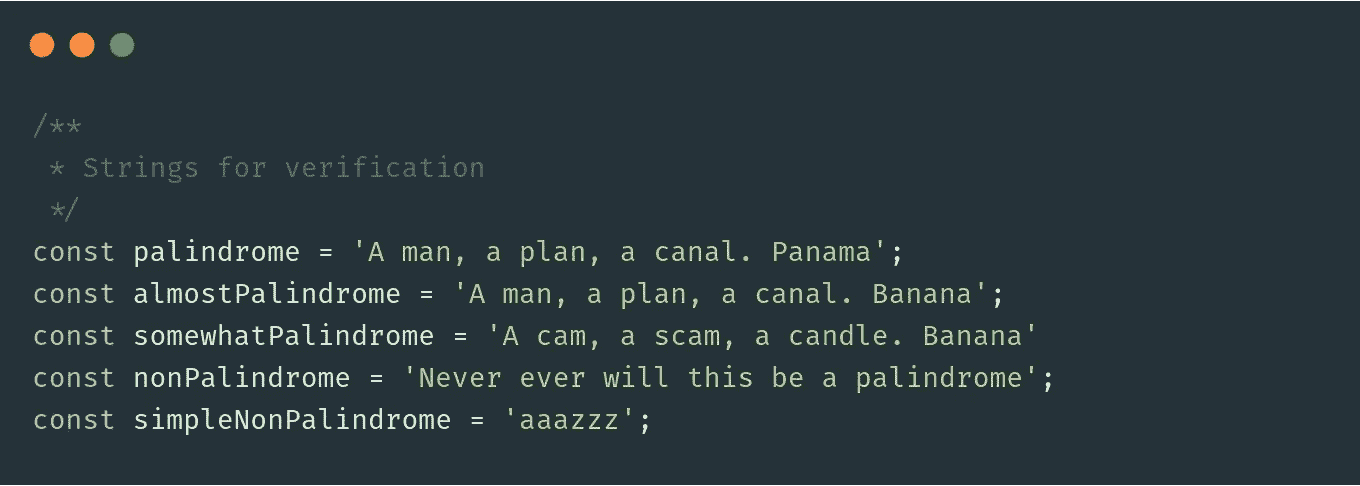 /**
 * Strings for verification
 */
const palindrome = 'A man, a plan, a canal. Panama';
const almostPalindrome = 'A man, a plan, a canal. Banana';
const somewhatPalindrome = 'A cam, a scam, a candle. Banana'
const nonPalindrome = 'Never ever will this be a palindrome';
const simpleNonPalindrome = 'aaazzz';